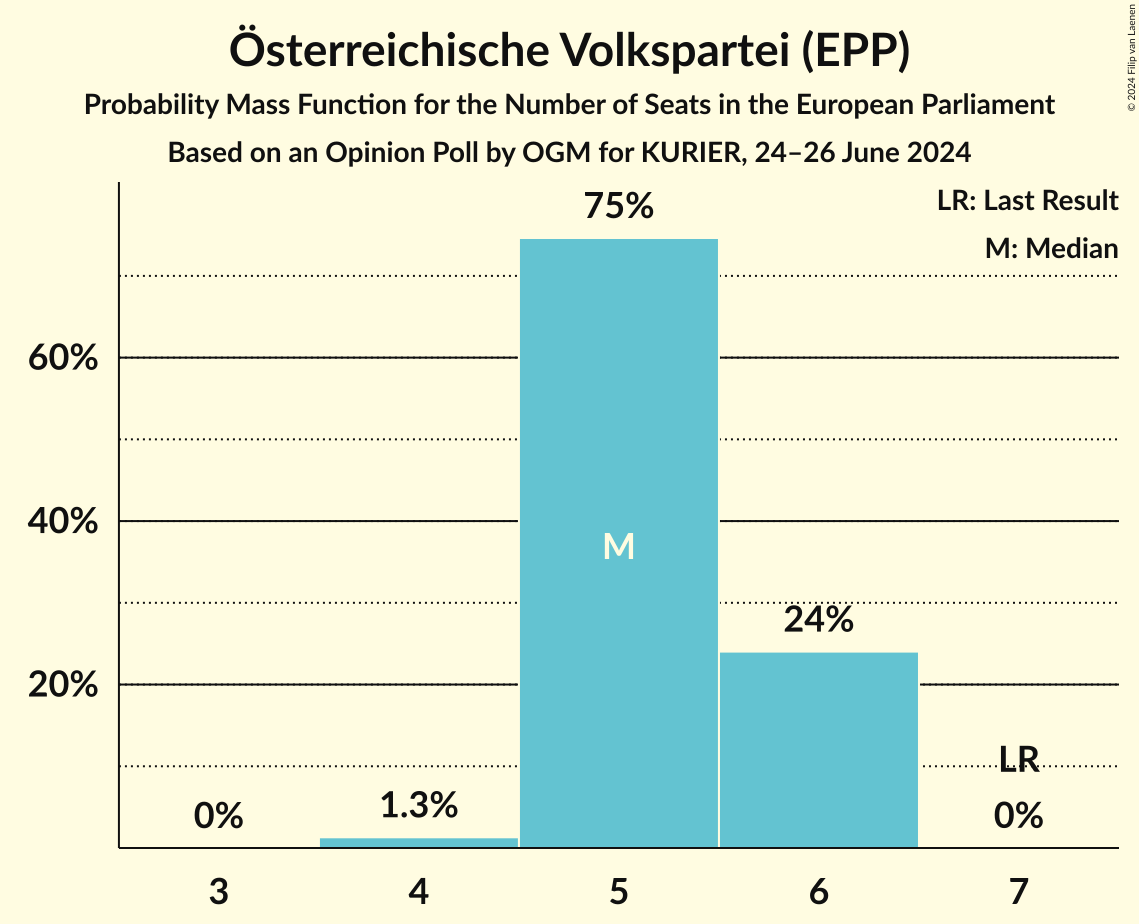 Österreichische Volkspartei (EPP)
Probability Mass Function for the Number of Seats in the European Parliament
Based on an Opinion Poll by OGM for KURIER, 24–26 June 2024
© 2024 Filip van Laenen
LR: Last Result
M: Median
75%
60%
40%
M
24%
20%
LR
0%
1.3%
0%
3
4
5
6
7